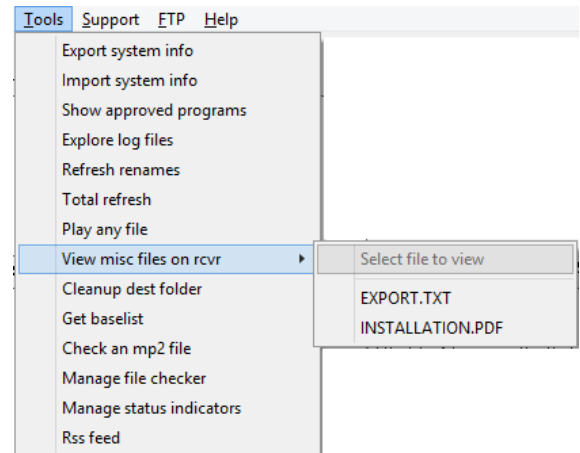 Tools Support FTP Help
Export system info
Import system info
Show approved programs
Explore log files
Refresh renames
Total refresh
Play any file
View misc files on rcvr
Select file to view
Cleanup dest folder
EXPORT.TXT
Get baselist
INSTALLATION.PDF
Check an mp2 file
Manage file checker
Manage status indicators
Rss feed